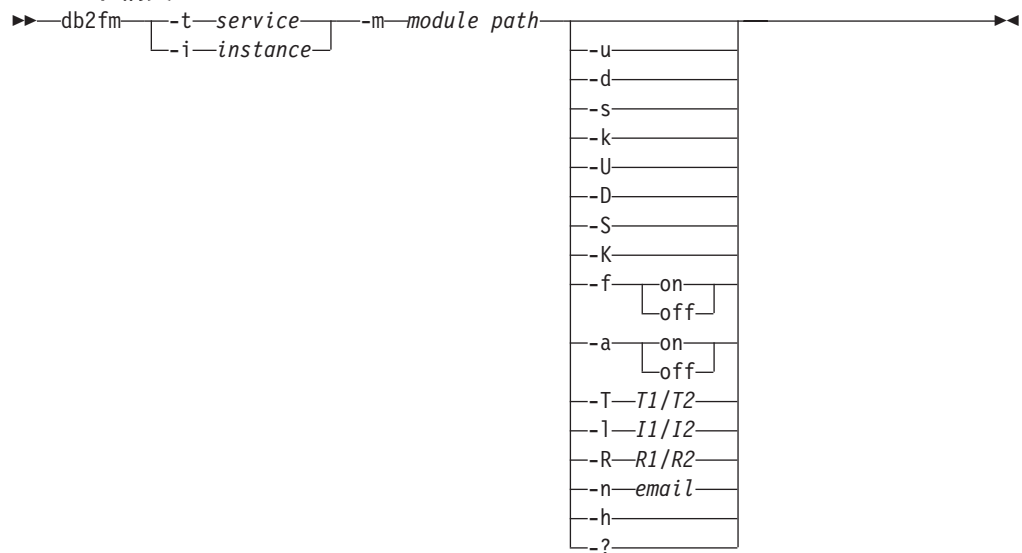 db2fm -t service -m module path
-i instance
-u
-d
-s
-k
-U
-D
-S
-K
-f on
off
-a on
off
-T T1/T2
-l I1/I2
-R R1/R2
-n email
-h
-?